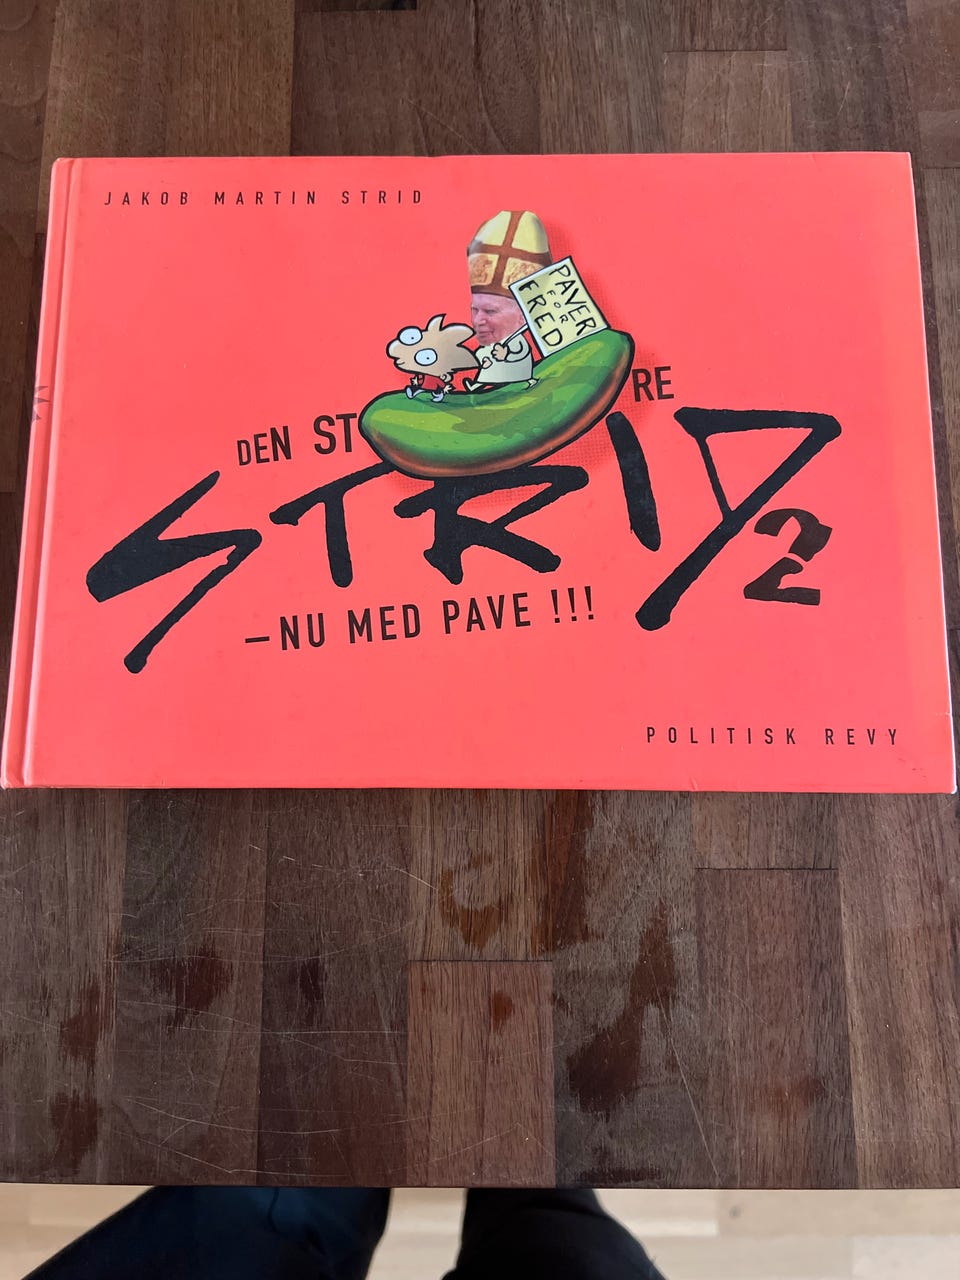 JAKOB MARTIN STRID
PAVER
FOR
FRED
DEN ST RE
STRID 2
—NU MED PAVE !!!
POLITISK REVY